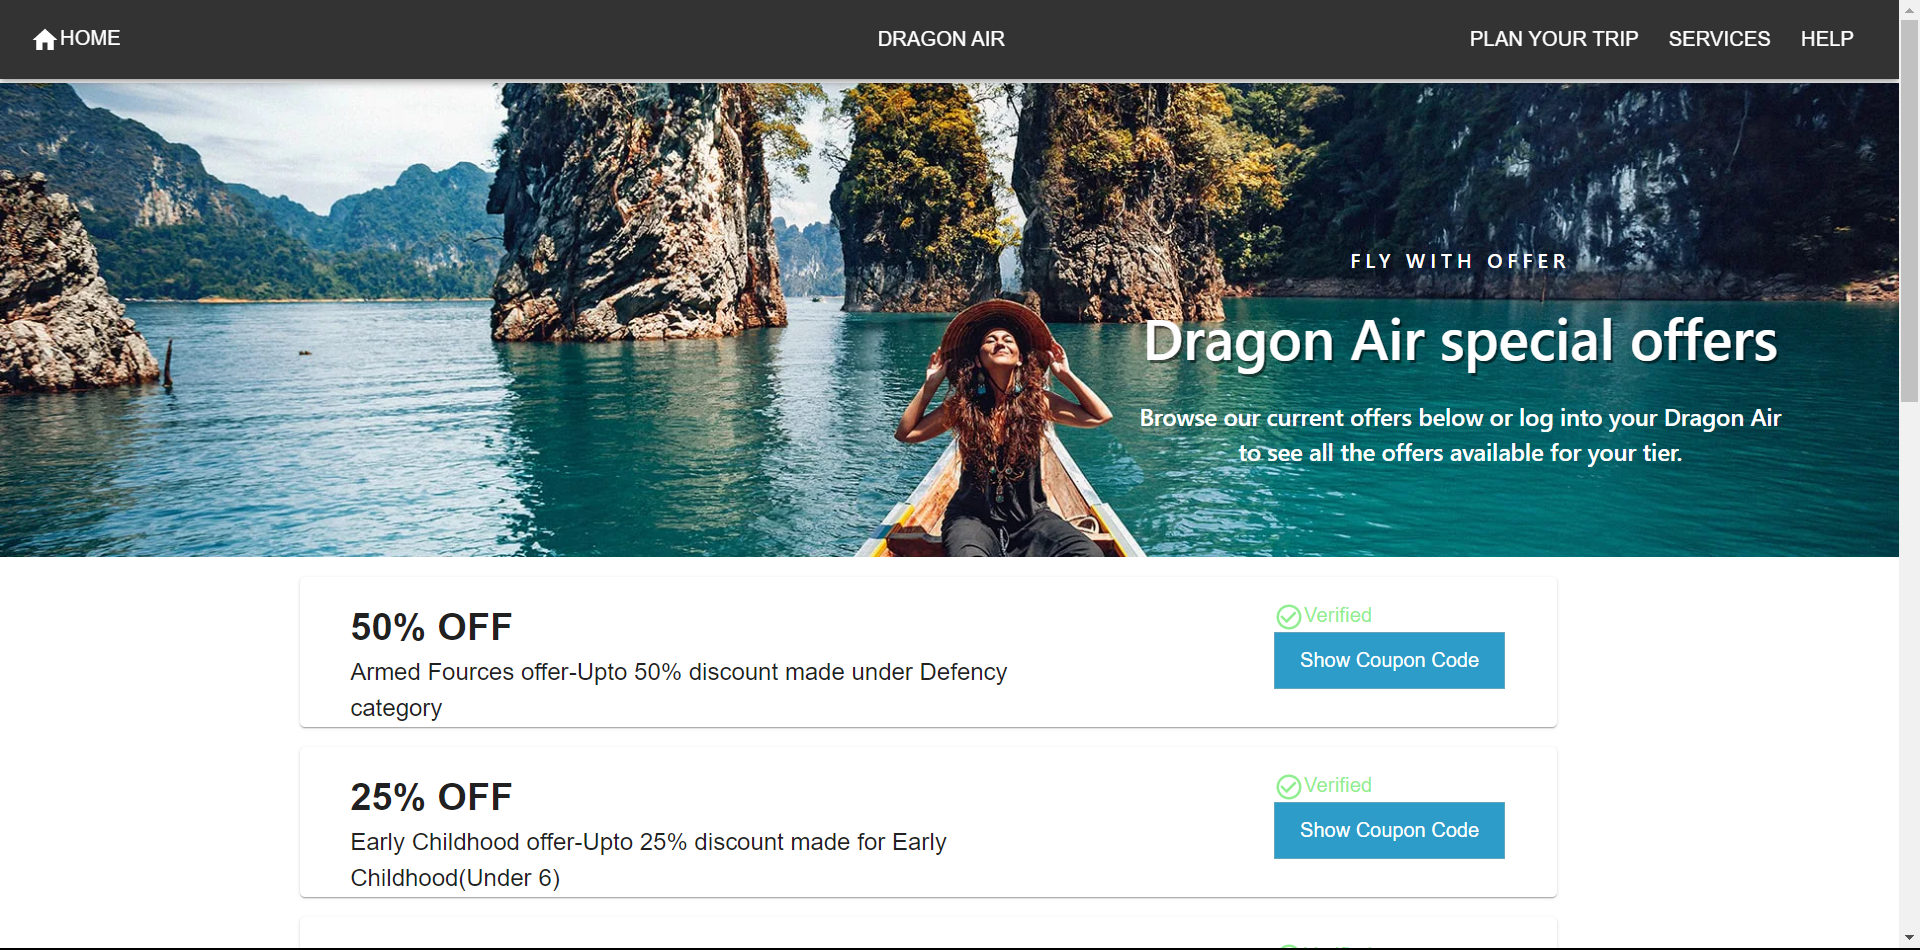 HOME
DRAGON AIR
PLAN YOUR TRIP
SERVICES
HELP
FLY WITH OFFER
Dragon Air special offers
Browse our current offers below or log into your Dragon Air
to see all the offers available for your tier.
50% OFF
Armed Fources offer-Upto 50% discount made under Defency
category
Verified
Show Coupon Code
25% OFF
Early Childhood offer-Upto 25% discount made for Early
Childhood(Under 6)
Verified
Show Coupon Code